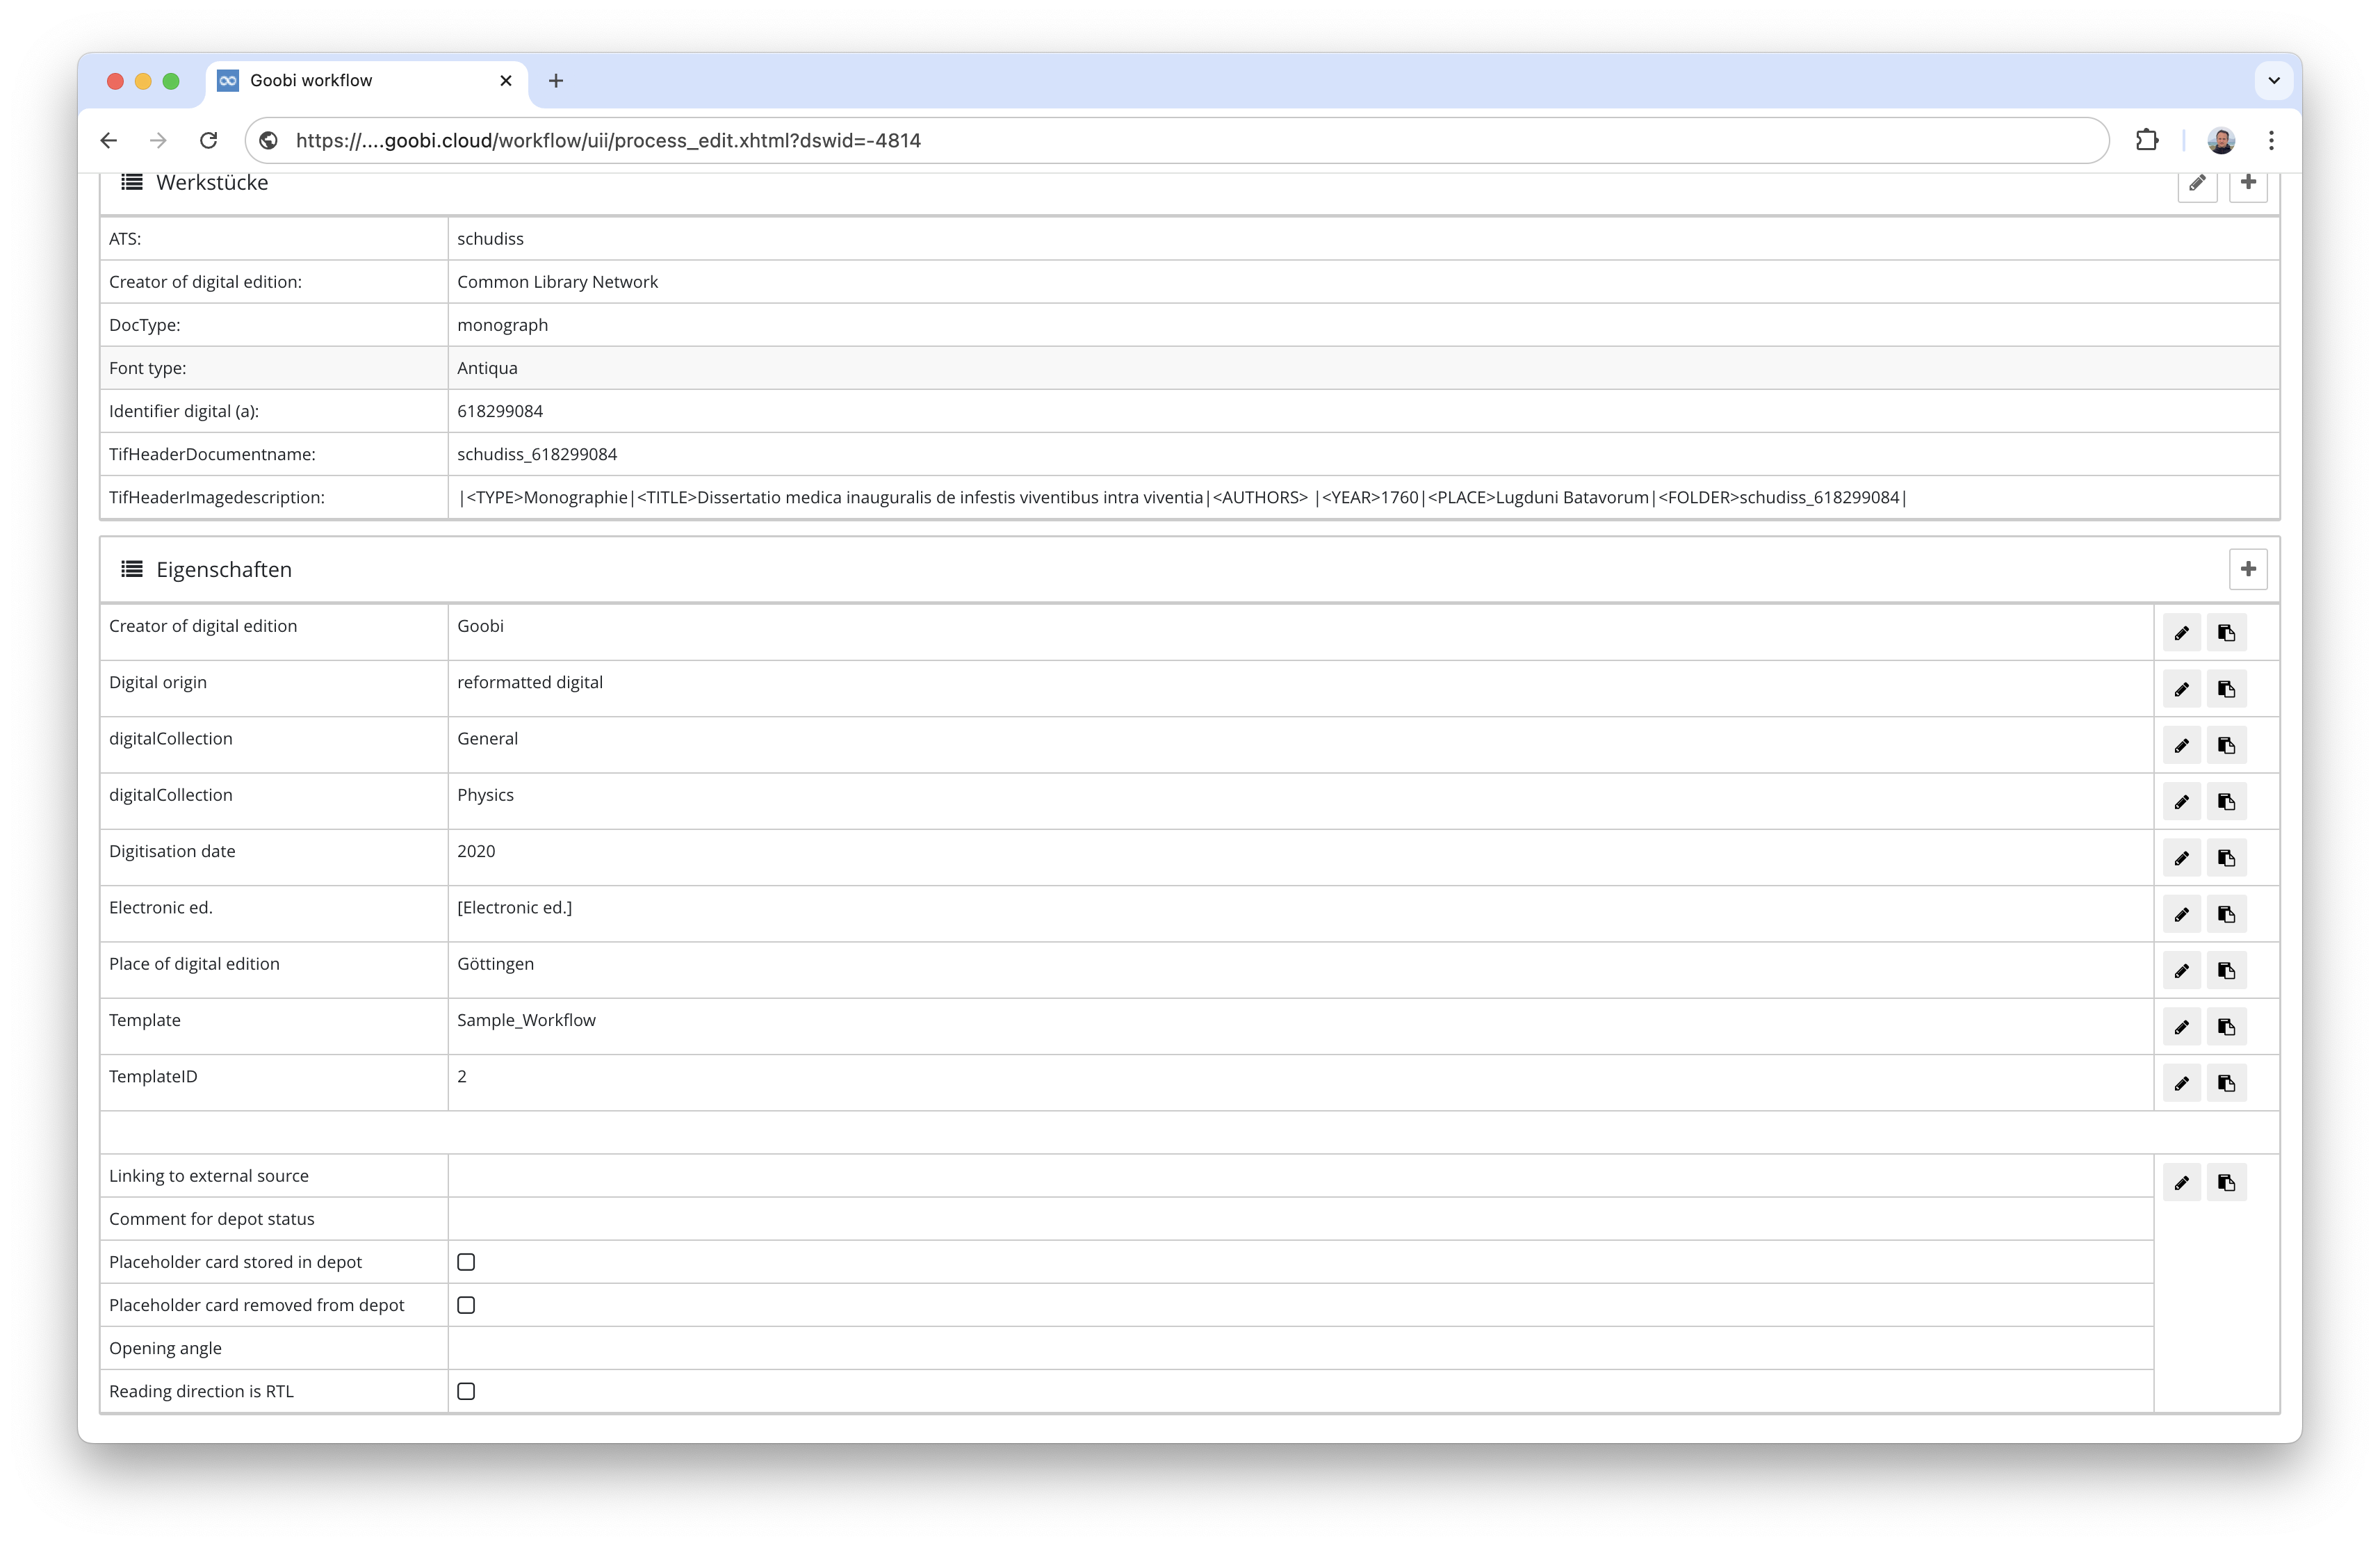 Goobi workflow
https://....goobi.cloud/workflow/uii/process_edit.xhtml?dswid=-4814
Werkstücke
ATS: schudiss
Creator of digital edition: Common Library Network
DocType: monograph
Font type: Antiqua
Identifier digital (a): 618299084
TifHeaderDocumentname: schudiss_618299084
TifHeaderImagedescription: |<TYPE>Monographie|<TITLE>Dissertatio medica inauguralis de infestis viventibus intra viventia|<AUTHORS> |<YEAR>1760|<PLACE>Lugduni Batavorum|<FOLDER>schudiss_618299084|
Eigenschaften
Creator of digital edition Goobi
Digital origin reformatted digital
digitalCollection General
digitalCollection Physics
Digitisation date 2020
Electronic ed. [Electronic ed.]
Place of digital edition Göttingen
Template Sample_Workflow
TemplateID 2
Linking to external source
Comment for depot status
Placeholder card stored in depot
Placeholder card removed from depot
Opening angle
Reading direction is RTL